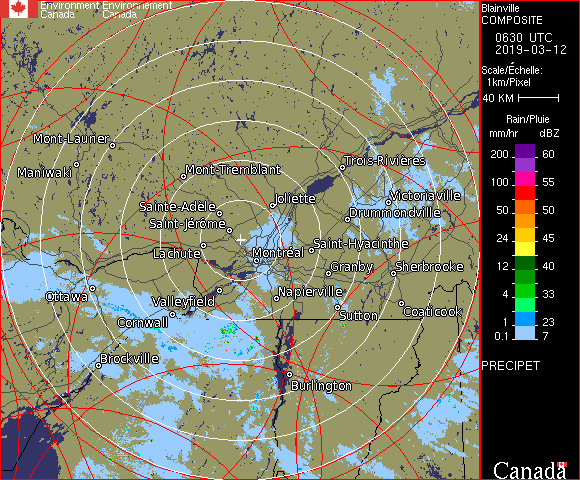 Environment Environnement
Canada Canada
Blainville
COMPOSITE
0630 UTC
2019-03-12
Scale/Échelle:
1km/Pixel
40 KM
Rain/Pluie
mm/hr dBZ
200 60
100 55
50 50
24 45
12 40
4 33
1 23
0.1 7
PRECIPET
Canada
Mont-Laurier
Maniwaki
Mont-Tremblant
Trois-Rivières
Joliette
Victoriaville
Sainte-Adèle
Drummondville
Saint-Jérôme
Saint-Hyacinthe
Lachute
Montréal
Granby
Sherbrooke
Ottawa
Napierville
Valleyfield
Coaticook
Sutton
Cornwall
Brockville
Burlington